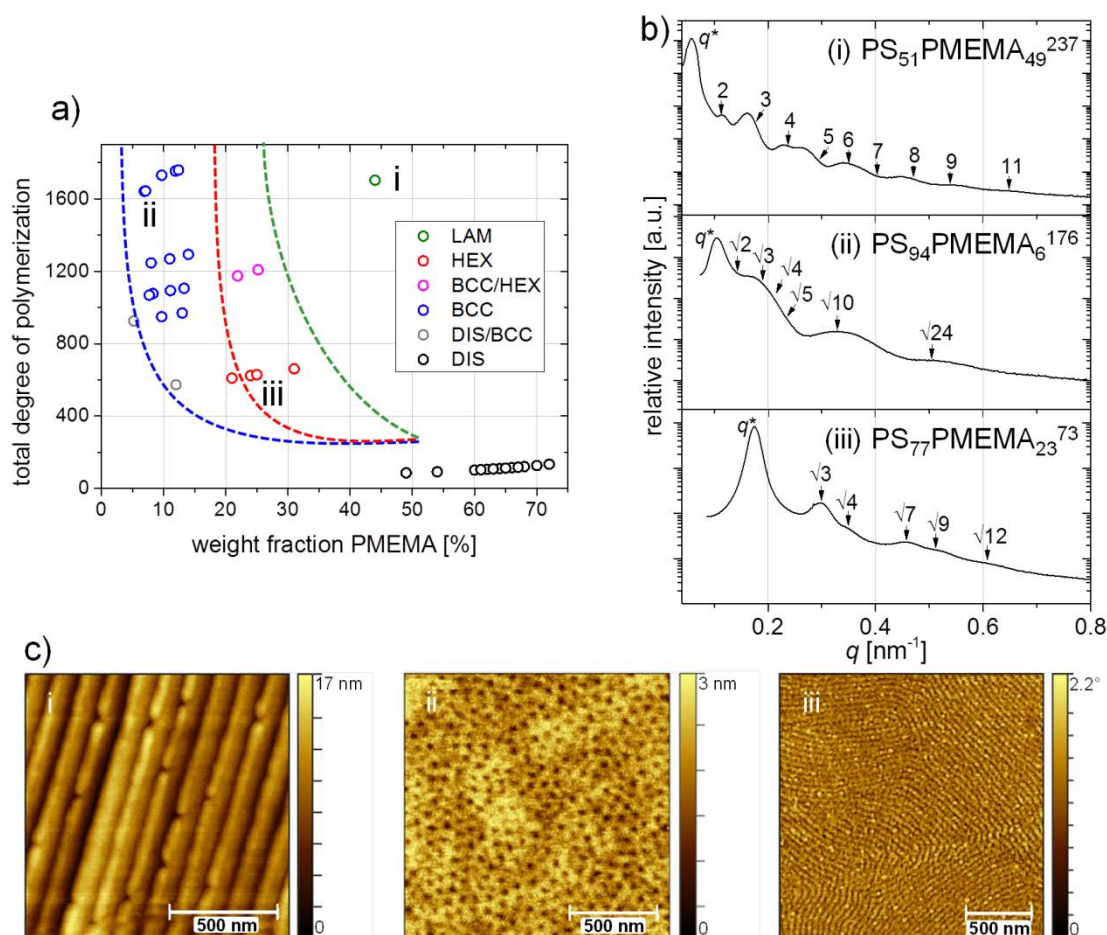 a)
total degree of polymerization
1600
1200
800
400
0
0 10 20 30 40 50 60 70
weight fraction PMEMA [%]
i
ii
iii
LAM
HEX
BCC/HEX
BCC
DIS/BCC
DIS
b)
relative intensity [a.u.]
q*
2
3
4
5
6
7
8
9
11
(i) PS₅₁PMEMA₄₉²³⁷
q*
√2
√3
√4
√5
√10
√24
(ii) PS₉₄PMEMA₆¹⁷⁶
q*
√3
√4
√7
√9
√12
(iii) PS₇₇PMEMA₂₃⁷³
0.2 0.4 0.6 0.8
q [nm⁻¹]
c)
i
500 nm
17 nm
0
ii
500 nm
3 nm
0
iii
500 nm
2.2°
0